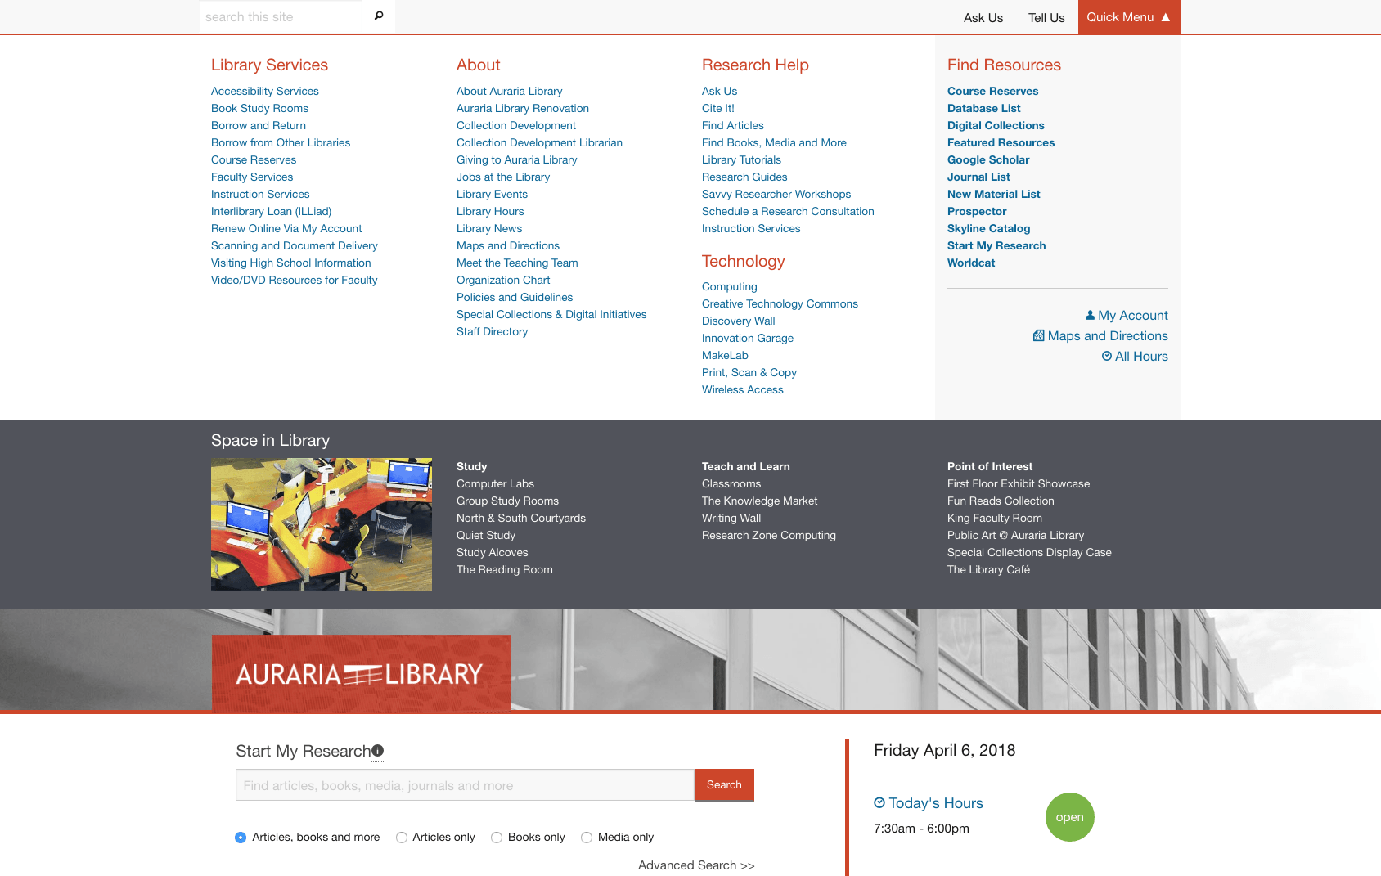 search this site
Ask Us
Tell Us
Quick Menu ▲
Library Services
Accessibility Services
Book Study Rooms
Borrow and Return
Borrow from Other Libraries
Course Reserves
Faculty Services
Instruction Services
Interlibrary Loan (ILLiad)
Renew Online Via My Account
Scanning and Document Delivery
Visiting High School Information
Video/DVD Resources for Faculty
About
About Auraria Library
Auraria Library Renovation
Collection Development
Collection Development Librarian
Giving to Auraria Library
Jobs at the Library
Library Events
Library Hours
Library News
Maps and Directions
Meet the Teaching Team
Organization Chart
Policies and Guidelines
Special Collections & Digital Initiatives
Staff Directory
Research Help
Ask Us
Cite It!
Find Articles
Find Books, Media and More
Library Tutorials
Research Guides
Savvy Researcher Workshops
Schedule a Research Consultation
Instruction Services
Technology
Computing
Creative Technology Commons
Discovery Wall
Innovation Garage
MakeLab
Print, Scan & Copy
Wireless Access
Find Resources
Course Reserves
Database List
Digital Collections
Featured Resources
Google Scholar
Journal List
New Material List
Prospector
Skyline Catalog
Start My Research
Worldcat
My Account
Maps and Directions
All Hours
Space in Library
Study
Computer Labs
Group Study Rooms
North & South Courtyards
Quiet Study
Study Alcoves
The Reading Room
Teach and Learn
Classrooms
The Knowledge Market
Writing Wall
Research Zone Computing
Point of Interest
First Floor Exhibit Showcase
Fun Reads Collection
King Faculty Room
Public Art @ Auraria Library
Special Collections Display Case
The Library Café
AURARIA LIBRARY
Start My Research
Find articles, books, media, journals and more
Search
Articles, books and more
Articles only
Books only
Media only
Advanced Search >>
Friday April 6, 2018
Today's Hours
7:30am - 6:00pm
open